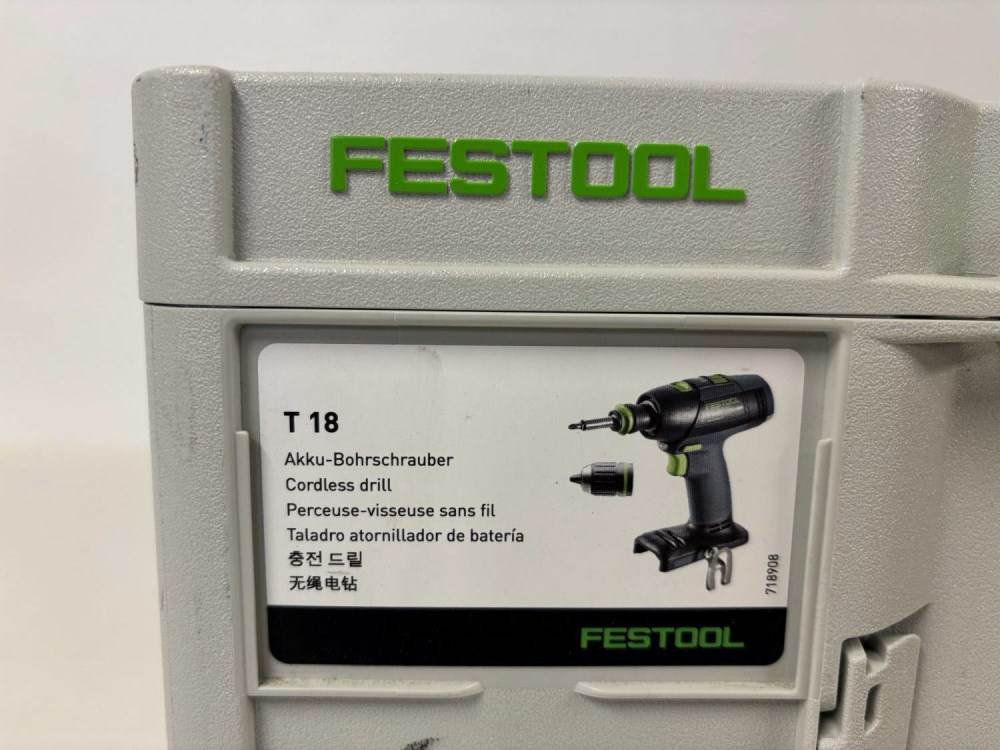 FESTOOL
T 18
Akku-Bohrschrauber
Cordless drill
Perceuse-visseuse sans fil
Taladro atornillador de batería
충전 드릴
无绳电钻
FESTOOL
718908
FESTOOL